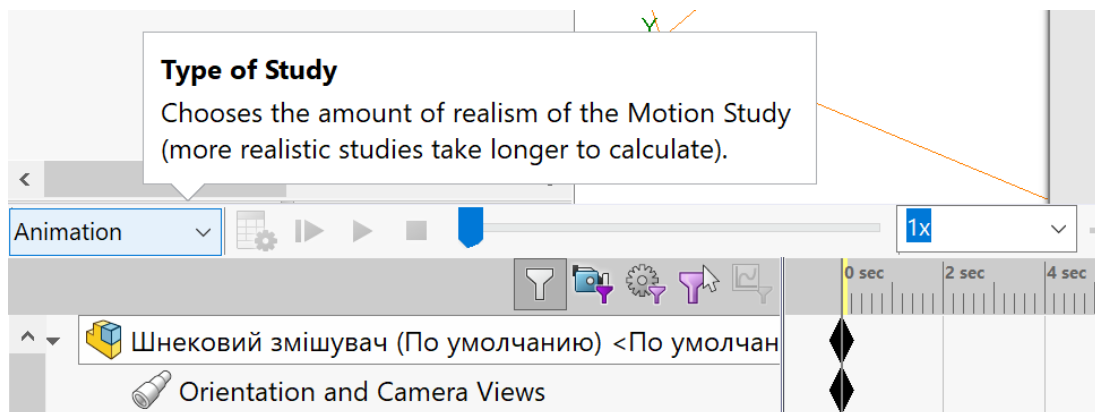 Y
Type of Study
Chooses the amount of realism of the Motion Study
(more realistic studies take longer to calculate).
Animation
1x
0 sec
2 sec
4 sec
Шнековий змішувач (По умолчанию) <По умолчан
Orientation and Camera Views